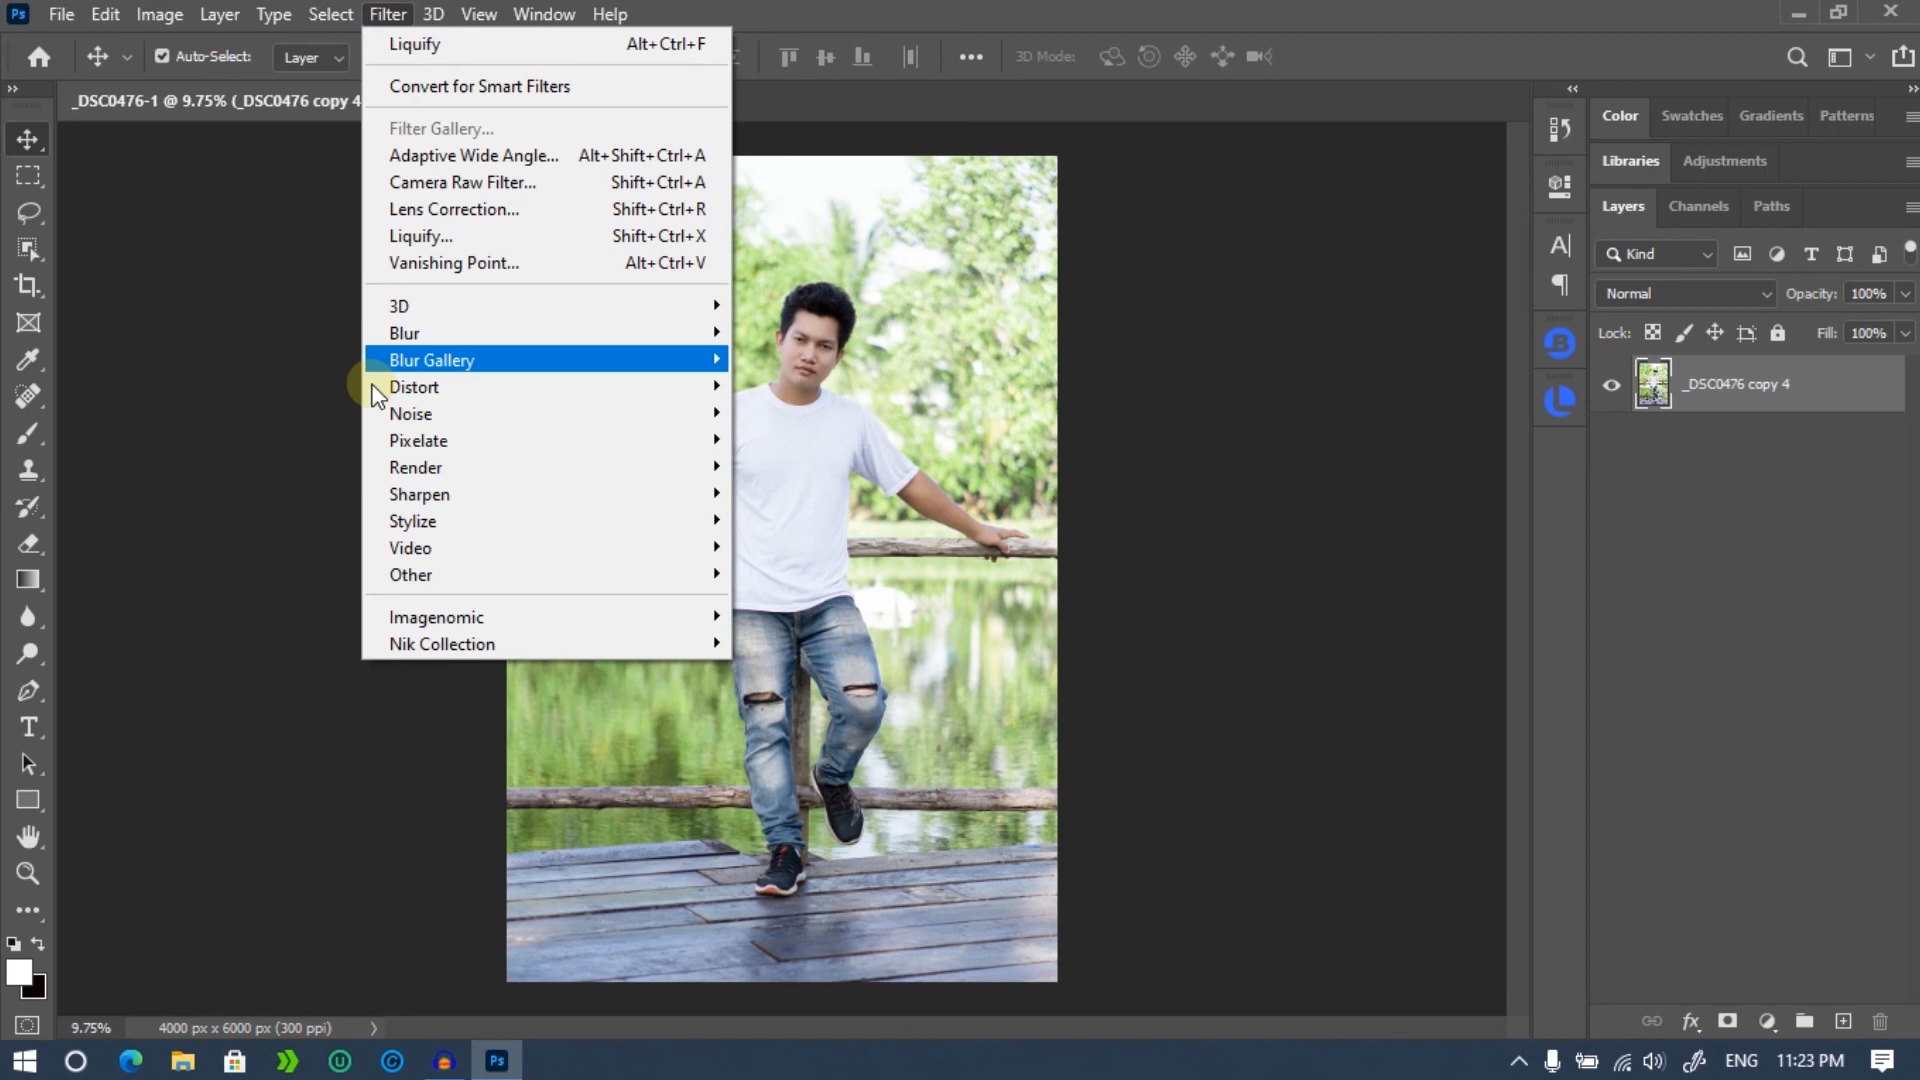 Ps File Edit Image Layer Type Select Filter 3D View Window Help
Auto-Select: Layer 3D Mode:
_DSC0476-1 @ 9.75% (_DSC0476 copy 4
Liquify Alt+Ctrl+F
Convert for Smart Filters
Filter Gallery...
Adaptive Wide Angle... Alt+Shift+Ctrl+A
Camera Raw Filter... Shift+Ctrl+A
Lens Correction... Shift+Ctrl+R
Liquify... Shift+Ctrl+X
Vanishing Point... Alt+Ctrl+V
3D
Blur
Blur Gallery
Distort
Noise
Pixelate
Render
Sharpen
Stylize
Video
Other
Imagenomic
Nik Collection
Color Swatches Gradients Patterns
Libraries Adjustments
Layers Channels Paths
Kind
Normal Opacity: 100%
Lock: Fill: 100%
_DSC0476 copy 4
9.75% 4000 px x 6000 px (300 ppi)
Ps ENG 11:23 PM